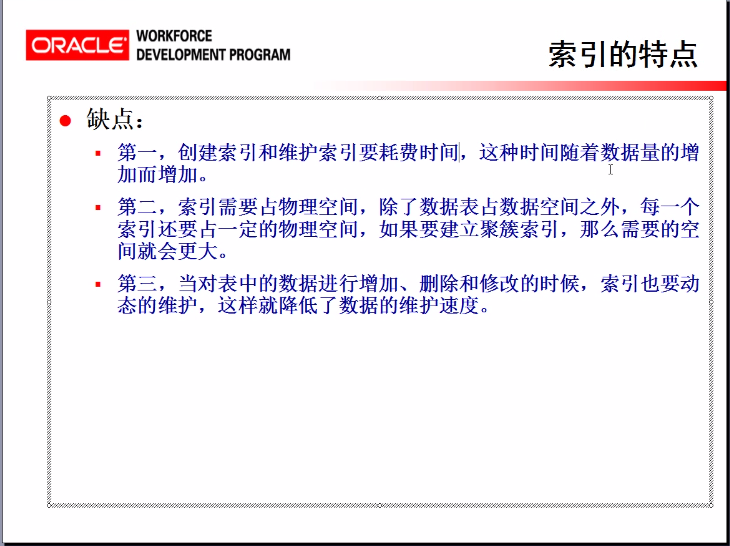 ORACLE
WORKFORCE
DEVELOPMENT PROGRAM
索引的特点
缺点：
第一，创建索引和维护索引要耗费时间，这种时间随着数据量的增
加而增加。
第二，索引需要占物理空间，除了数据表占数据空间之外，每一个
索引还要占一定的物理空间，如果要建立聚簇索引，那么需要的空
间就会更大。
第三，当对表中的数据进行增加、删除和修改的时候，索引也要动
态的维护，这样就降低了数据的维护速度。